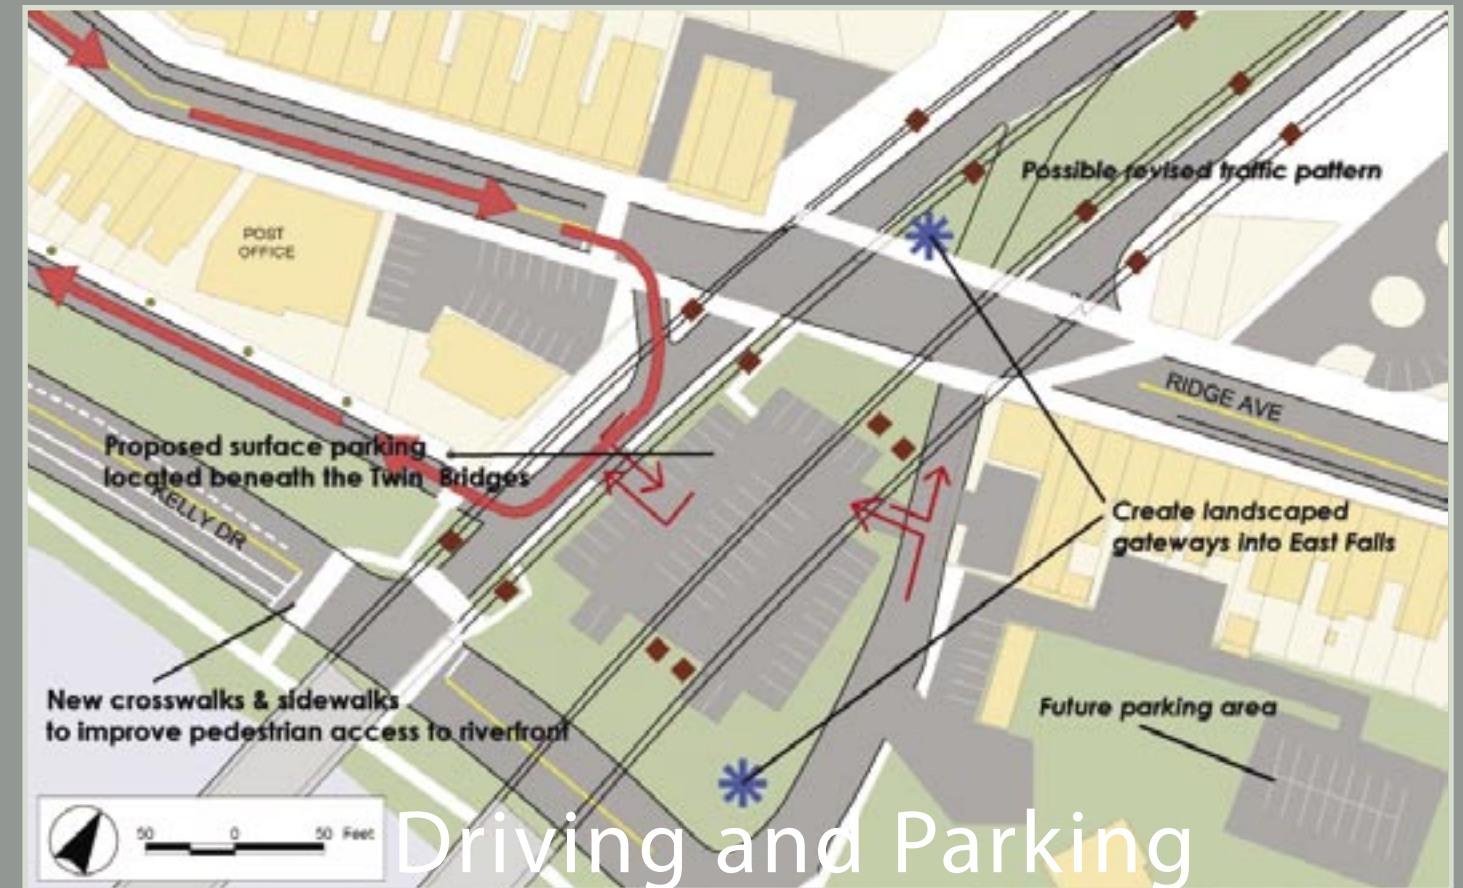 Possible revised traffic pattern
POST
OFFICE
RIDGE AVE
Proposed surface parking
located beneath the Twin Bridges
KELLY DR
Create landscaped
gateways into East Falls
New crosswalks & sidewalks
to improve pedestrian access to riverfront
Future parking area
50 0 50 Feet
Driving and Parking